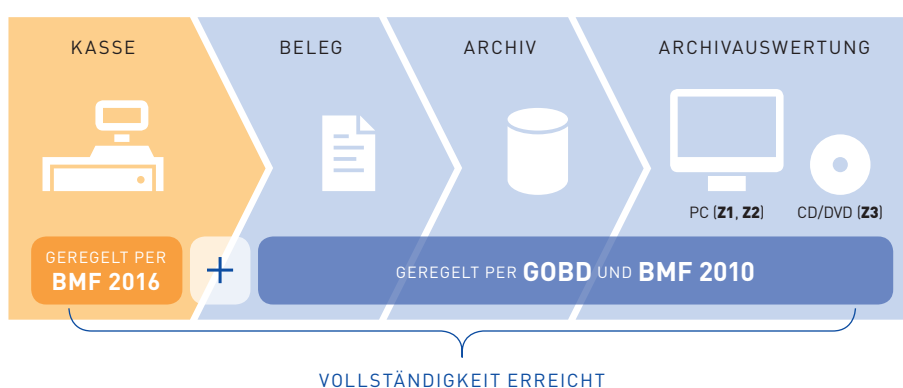 KASSE
BELEG
ARCHIV
ARCHIVAUSWERTUNG
PC (Z1, Z2)
CD/DVD (Z3)
GEREGELT PER
BMF 2016
+
GEREGELT PER GOBD UND BMF 2010
VOLLSTÄNDIGKEIT ERREICHT